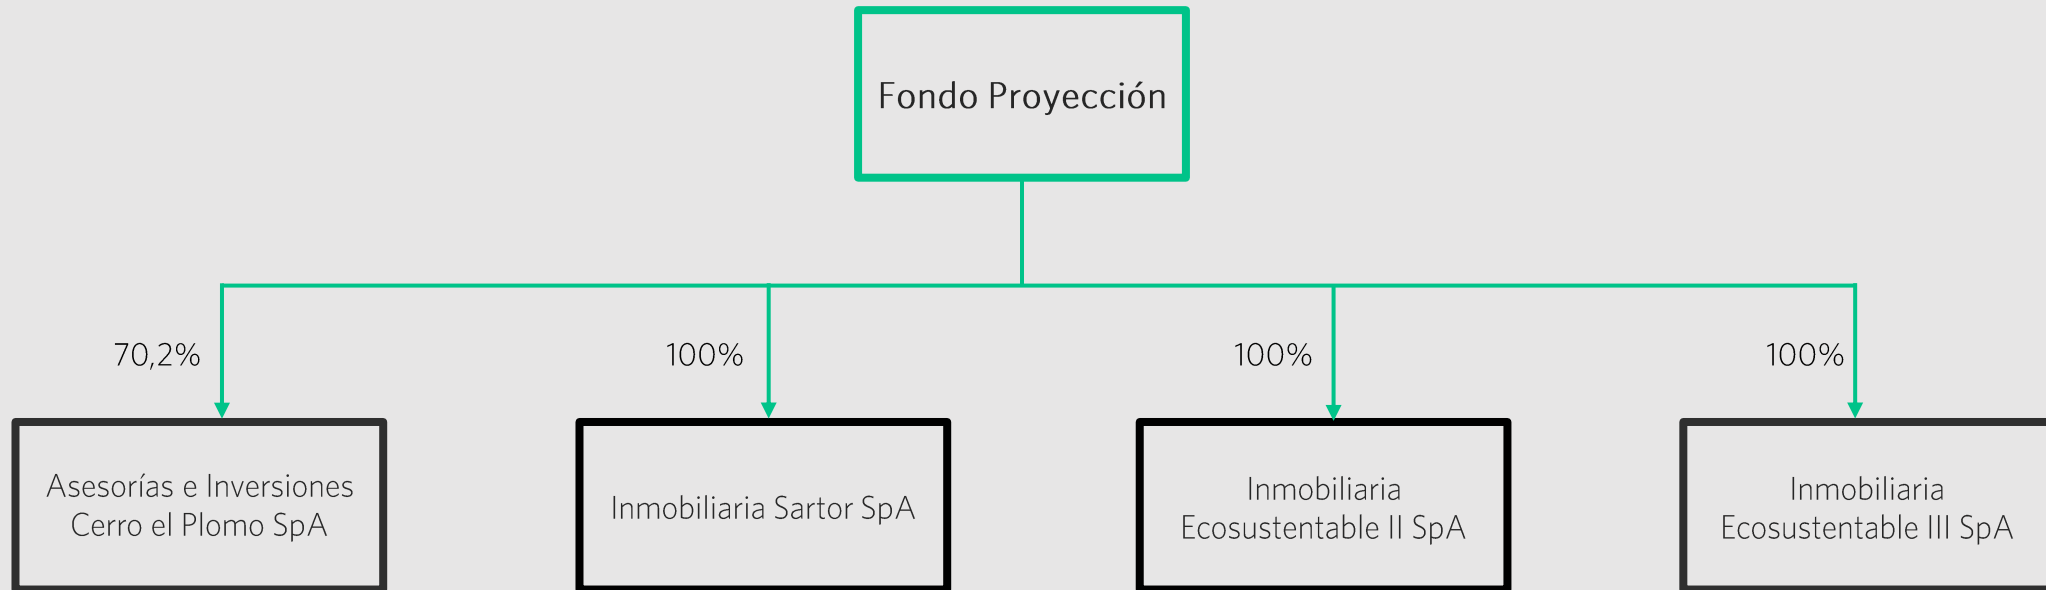 Fondo Proyección
70,2%
100%
100%
100%
Asesorías e Inversiones
Cerro el Plomo SpA
Inmobiliaria Sartor SpA
Inmobiliaria
Ecosustentable II SpA
Inmobiliaria
Ecosustentable III SpA